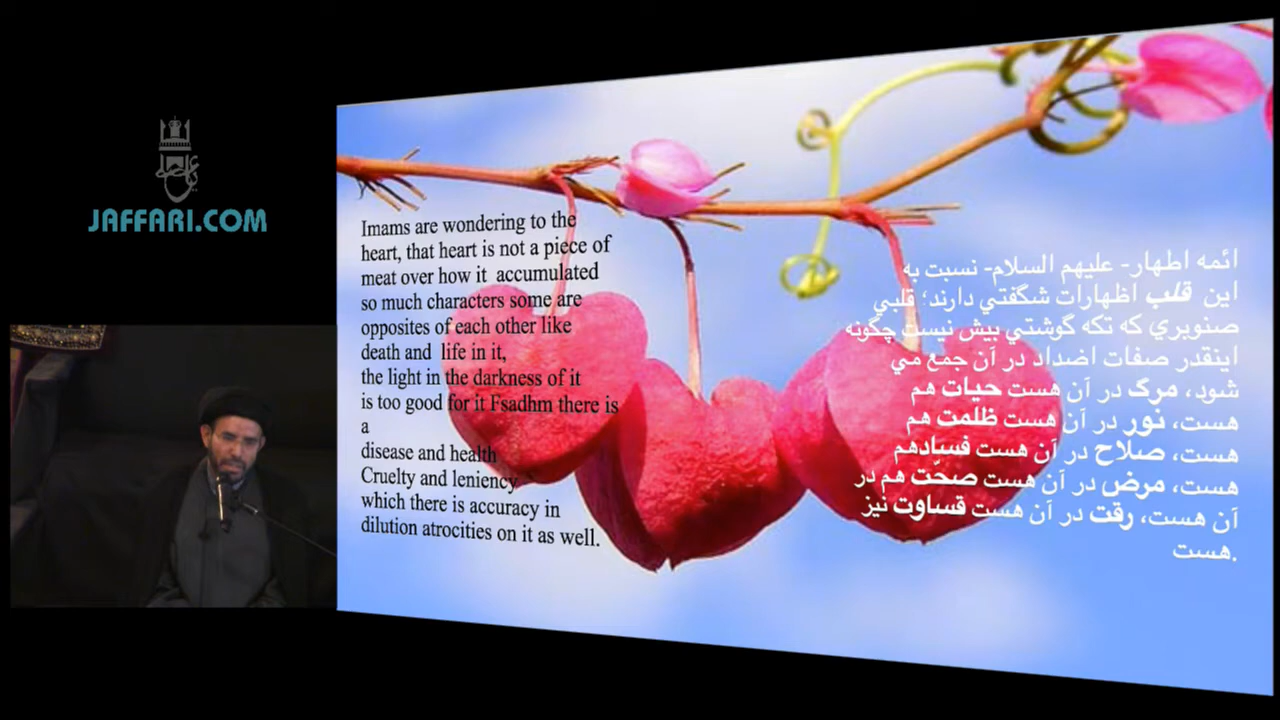 JAFFARI.COM
Imams are wondering to the
heart, that heart is not a piece of
meat over how it accumulated
so much characters some are
opposites of each other like
death and life in it,
the light in the darkness of it
is too good for it Fsadhm there is
a
disease and health
Cruelty and leniency
which there is accuracy in
dilution atrocities on it as well.
ائمه اطهار- عليهم السلام- نسبت به
اين قلب اظهارات شگفتي دارند؛ قلبي
صنوبري كه تكه گوشتي بيش نيست چگونه
اينقدر صفات اضداد در آن جمع مي
شود، مرگ در آن هست حيات هم
هست، نور در آن هست ظلمت هم
هست، صلاح در آن هست فسادهم
هست، مرض در آن هست صحّت هم در
آن هست، رقت در آن هست قساوت نيز
هست.